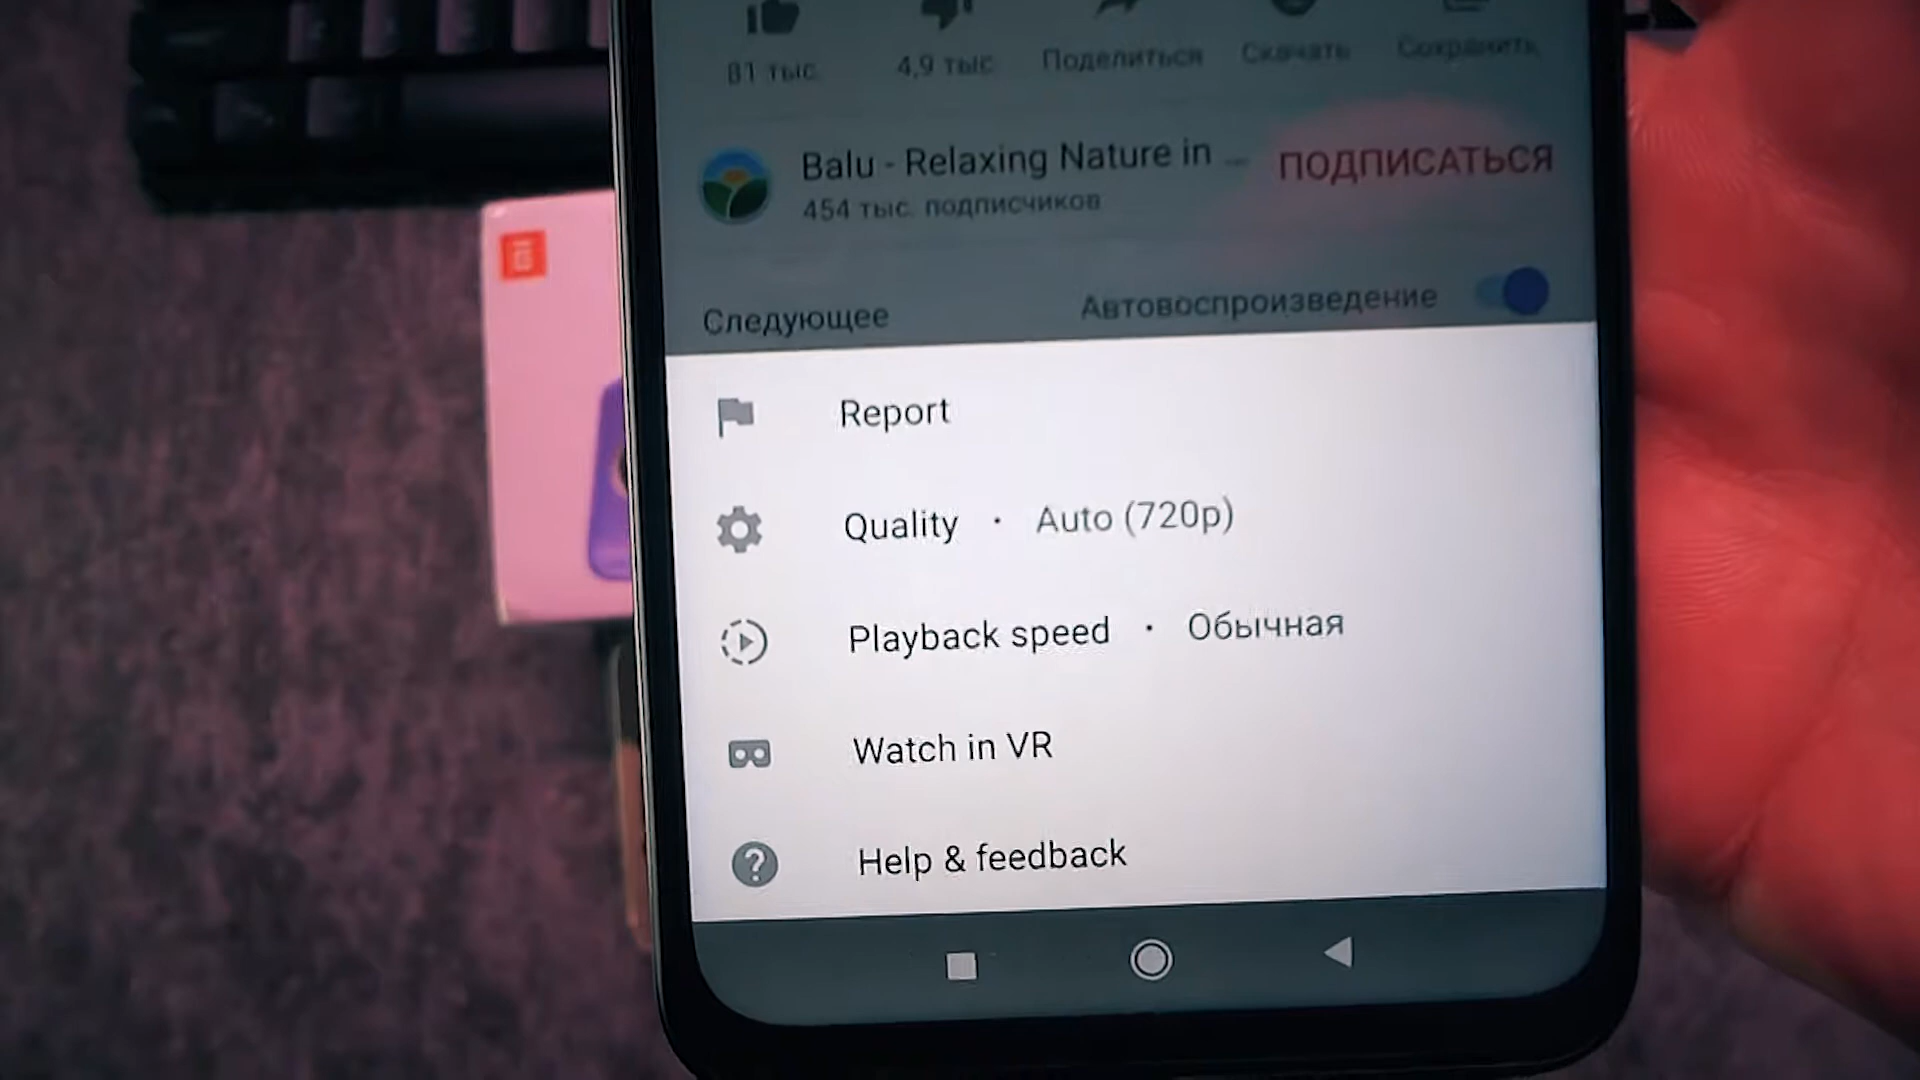 81 тыс.
4,9 тыс.
Поделиться
Скачать
Сохранить
Balu - Relaxing Nature in ...
ПОДПИСАТЬСЯ
454 тыс. подписчиков
Следующее
Автовоспроизведение
Report
Quality · Auto (720p)
Playback speed · Обычная
Watch in VR
Help & feedback